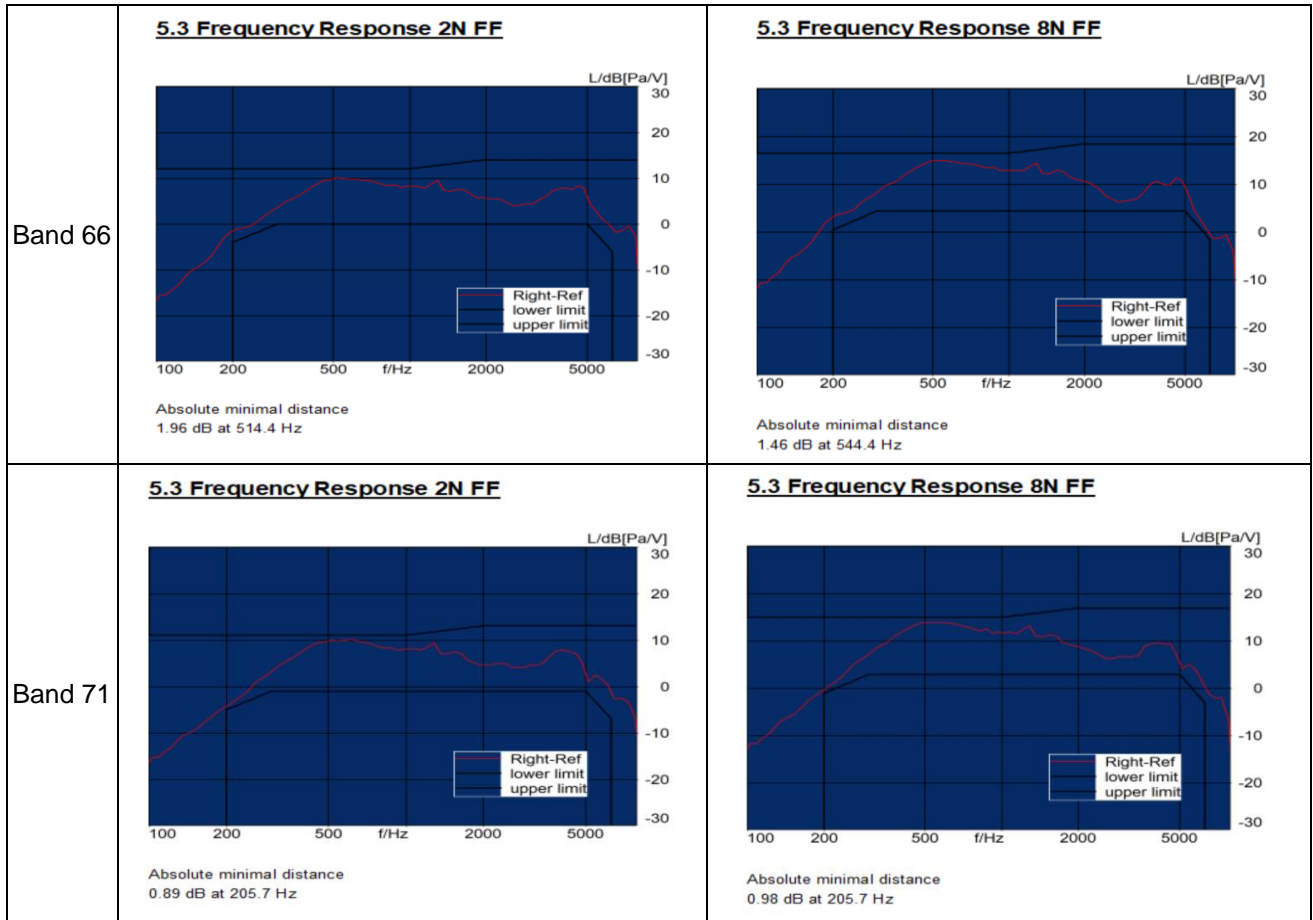 Band 66
5.3 Frequency Response 2N FF
L/dB[Pa/V]
30
20
10
0
-10
-20
-30
Right-Ref
lower limit
upper limit
100 200 500 f/Hz 2000 5000
Absolute minimal distance
1.96 dB at 514.4 Hz
5.3 Frequency Response 8N FF
L/dB[Pa/V]
30
20
10
0
-10
-20
-30
Right-Ref
lower limit
upper limit
100 200 500 f/Hz 2000 5000
Absolute minimal distance
1.46 dB at 544.4 Hz
Band 71
5.3 Frequency Response 2N FF
L/dB[Pa/V]
30
20
10
0
-10
-20
-30
Right-Ref
lower limit
upper limit
100 200 500 f/Hz 2000 5000
Absolute minimal distance
0.89 dB at 205.7 Hz
5.3 Frequency Response 8N FF
L/dB[Pa/V]
30
20
10
0
-10
-20
-30
Right-Ref
lower limit
upper limit
100 200 500 f/Hz 2000 5000
Absolute minimal distance
0.98 dB at 205.7 Hz